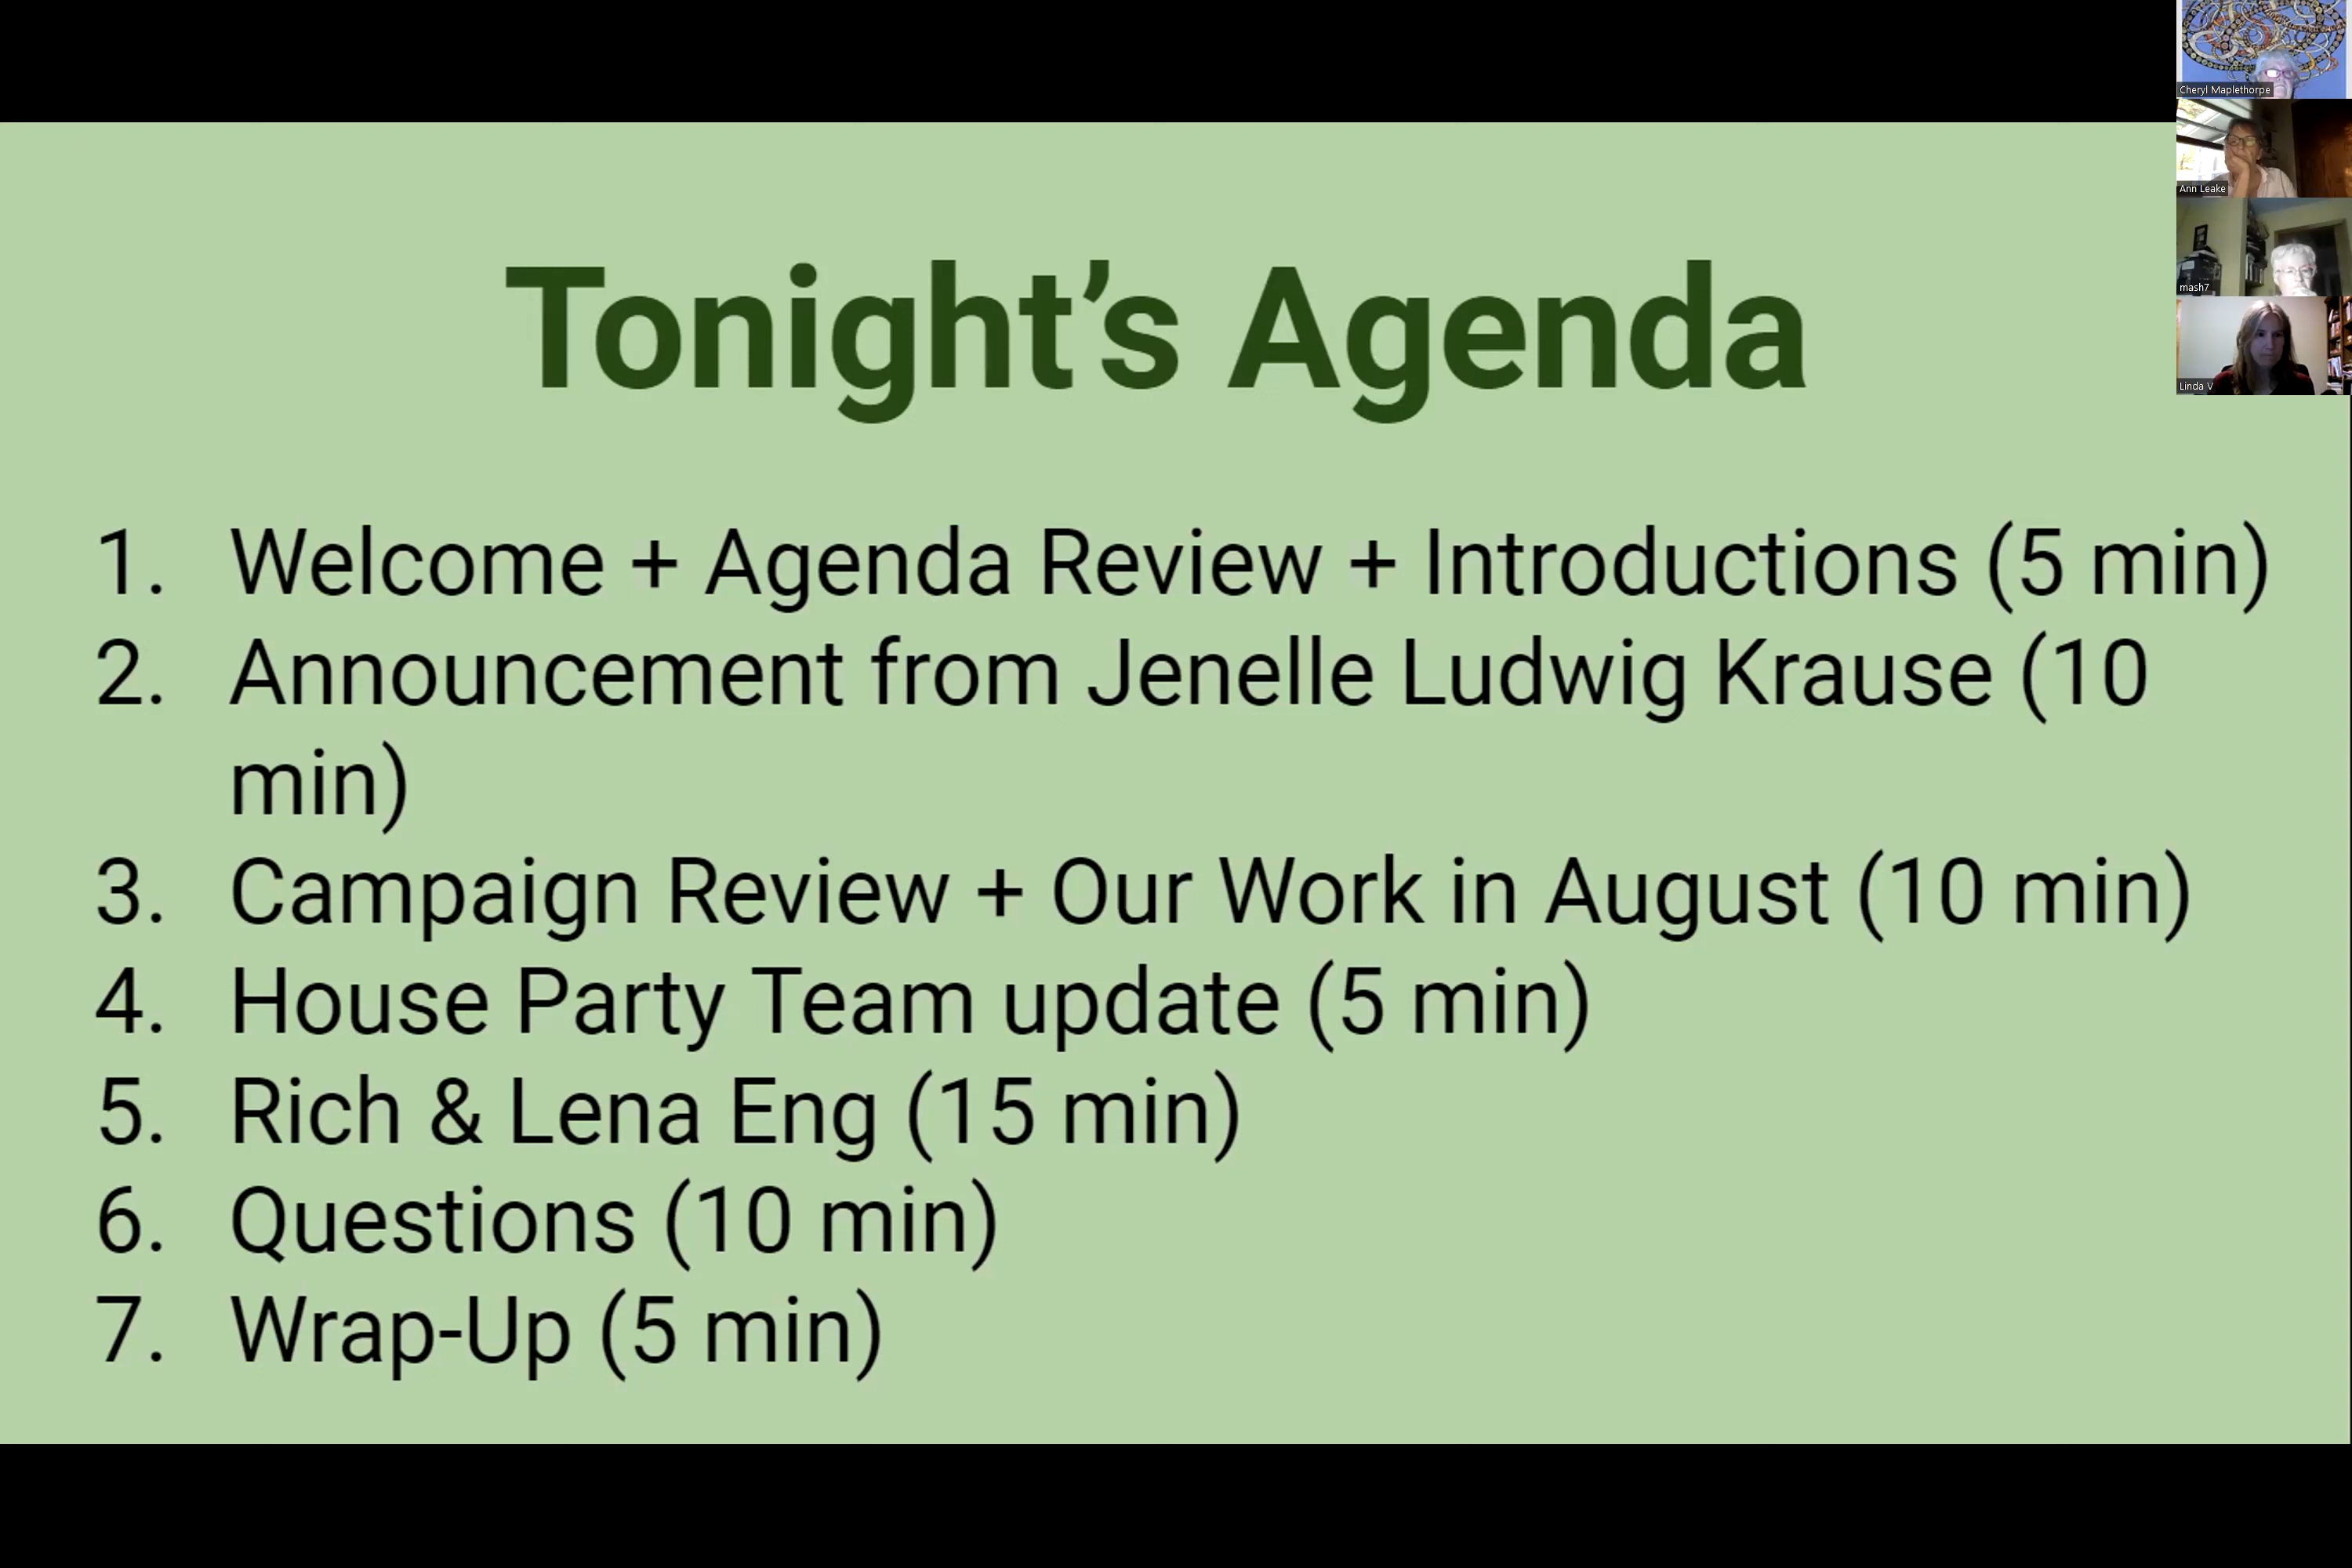 Tonight’s Agenda
1. Welcome + Agenda Review + Introductions (5 min)
2. Announcement from Jenelle Ludwig Krause (10
min)
3. Campaign Review + Our Work in August (10 min)
4. House Party Team update (5 min)
5. Rich & Lena Eng (15 min)
6. Questions (10 min)
7. Wrap-Up (5 min)
Cheryl Maplethorpe
Ann Leake
mash7
Linda V